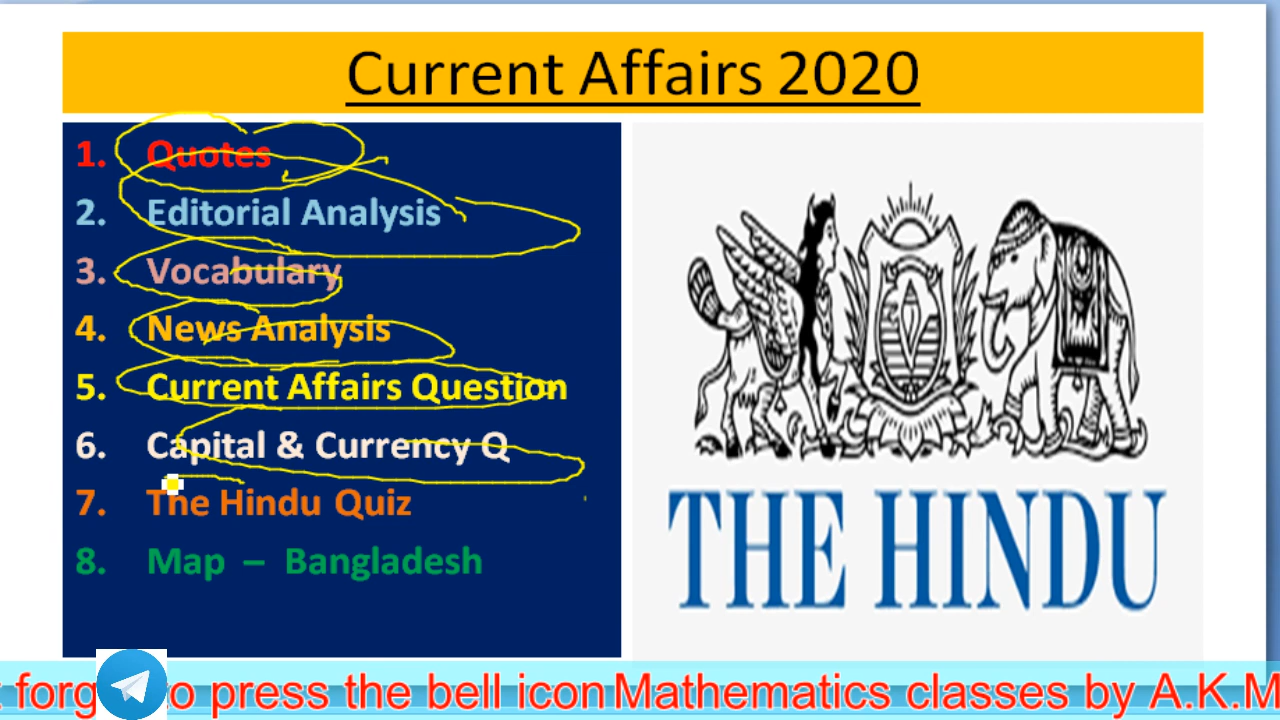 Current Affairs 2020
1. Quotes
2. Editorial Analysis
3. Vocabulary
4. News Analysis
5. Current Affairs Question
6. Capital & Currency Q
7. The Hindu Quiz
8. Map – Bangladesh
THE HINDU
to press the bell icon Mathematics classes by A.K.M